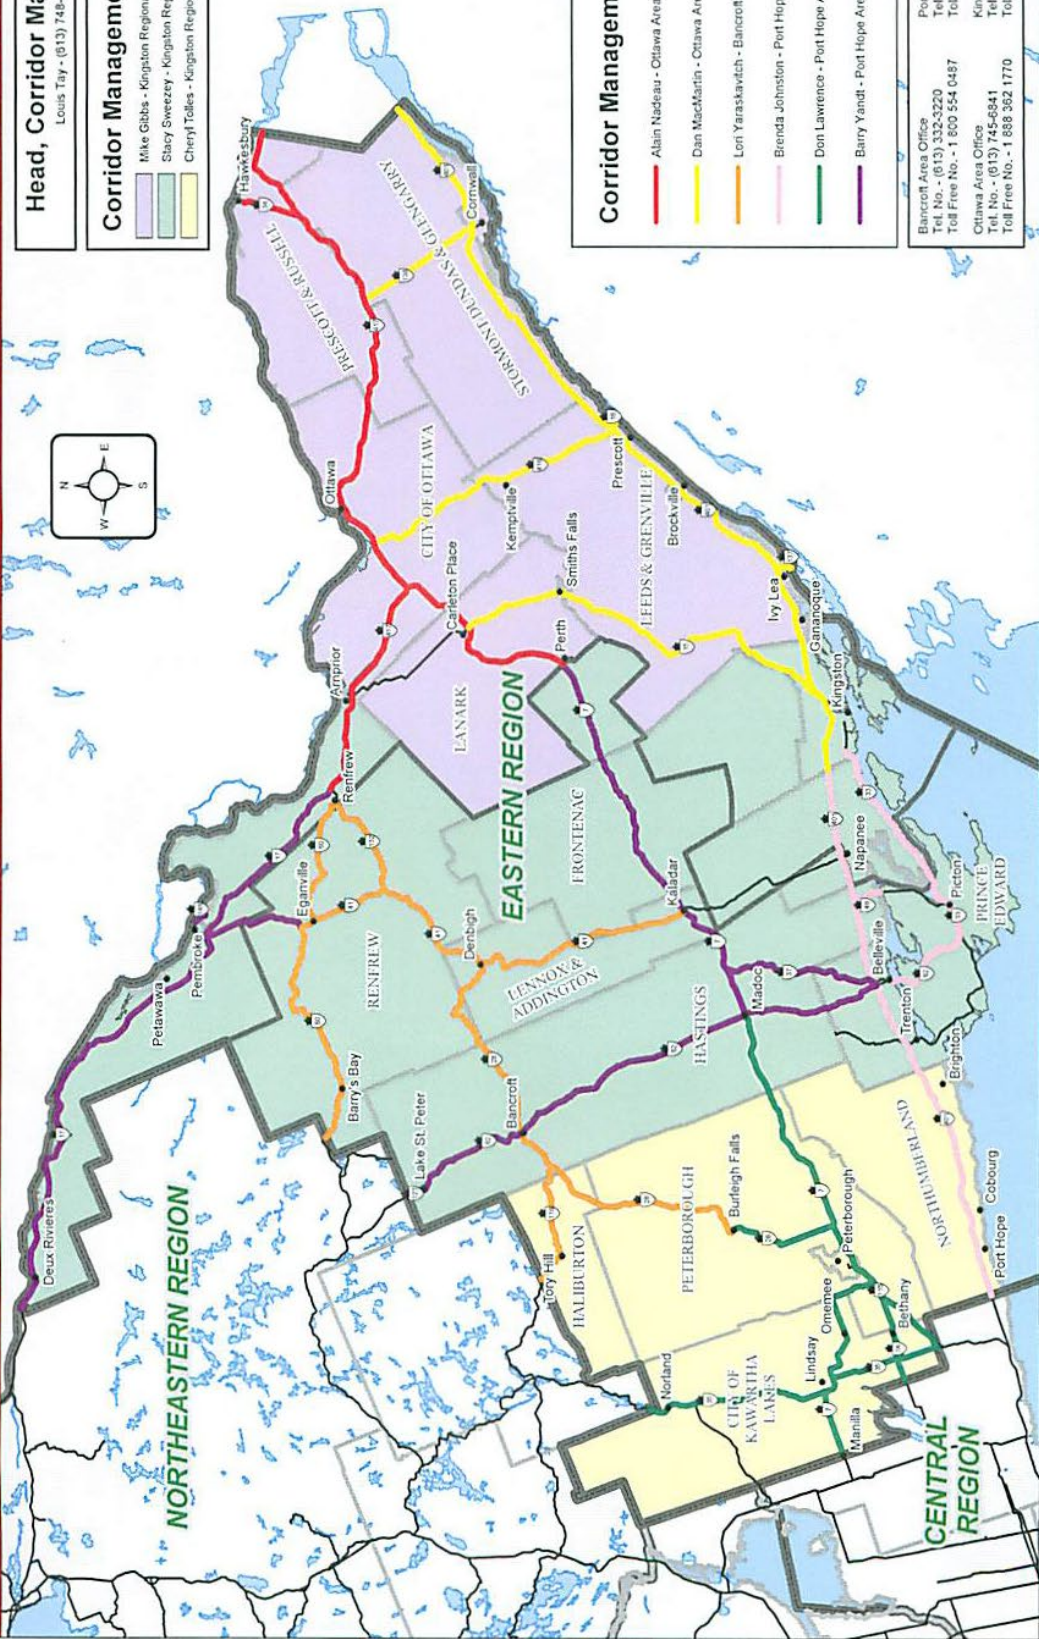 Head, Corridor Ma
Louis Tay - (613) 748-
Corridor Managem
Mike Gibbs - Kingston Regiona
Stacy Sweezey - Kingston Reg
Cheryl Tolles - Kingston Regio
Corridor Managem
Alain Nadeau - Ottawa Area
Dan MacMartin - Ottawa Ar
Lori Yaraskavitch - Bancroft
Brenda Johnston - Port Hop
Don Lawrence - Port Hope A
Barry Yandt - Port Hope Are
Bancroft Area Office
Tel. No. - (613) 332-3220
Toll Free No. - 1 800 554 0487
Ottawa Area Office
Tel. No. - (613) 745-6841
Toll Free No. - 1 888 362 1770
Por
Tel
Tol
Kin
Tel
Tol
N
W
E
S
NORTHEASTERN REGION
EASTERN REGION
CENTRAL
REGION
Hawkesbury
PRESCOTT & RUSSELL
Cornwall
STORMONT DUNDAS & GLENGARRY
Ottawa
CITY OF OTTAWA
Kemptville
Prescott
Brockville
LEEDS & GRENVILLE
Smiths Falls
Carleton Place
Ivy Lea
Gananoque
Arnprior
Perth
LANARK
Kingston
Renfrew
FRONTENAC
Napanee
Eganville
Kaladar
Picton
PRINCE
EDWARD
Pembroke
Petawawa
RENFREW
Denbigh
LENNOX &
ADDINGTON
Belleville
Madoc
Trenton
HASTINGS
Barry's Bay
Bancroft
Brighton
Lake St. Peter
Deux-Rivieres
Burleigh Falls
PETERBOROUGH
Peterborough
NORTHUMBERLAND
Cobourg
Port Hope
Tory Hill
HALIBURTON
Omemee
Bethany
Lindsay
Norland
CITY OF
KAWARTHA
LAKES
Manilla